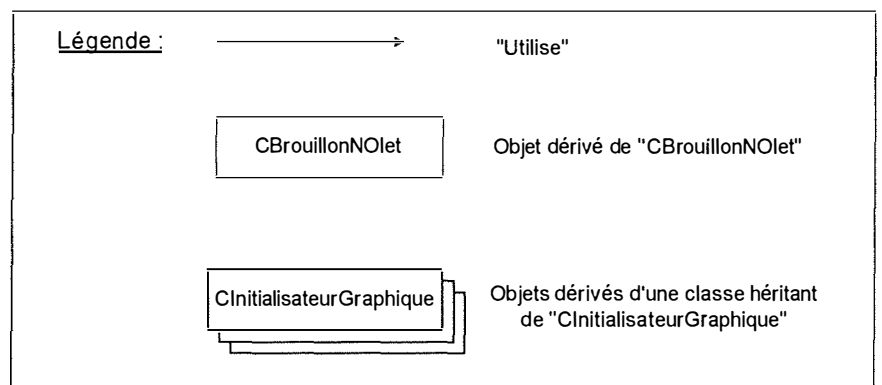 Légende :
"Utilise"
CBrouillonNOlet
Objet dérivé de "CBrouillonNOlet"
CInitialisateurGraphique
Objets dérivés d'une classe héritant
de "CInitialisateurGraphique"